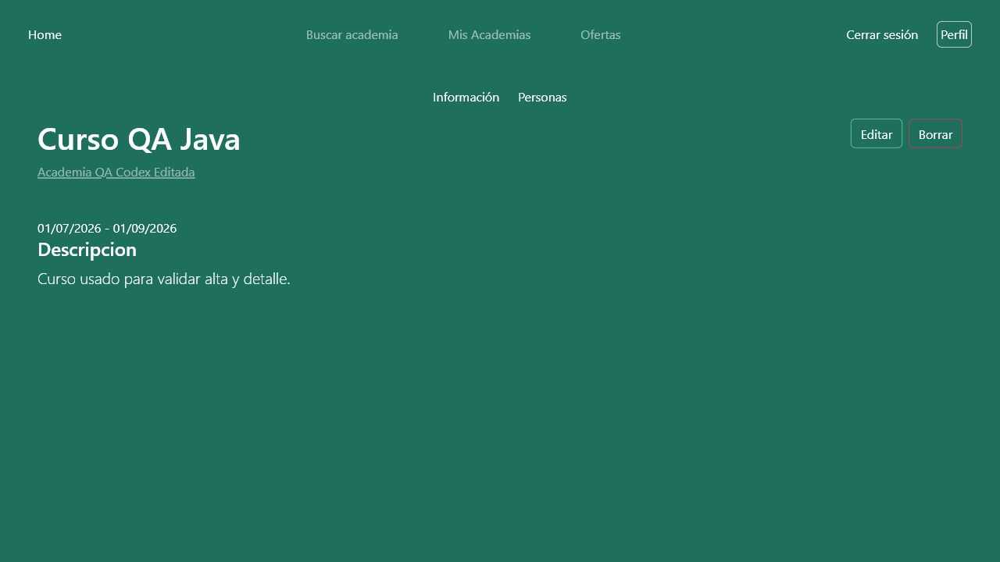 Home Buscar academia Mis Academias Ofertas Cerrar sesión Perfil
Información Personas
Curso QA Java Editar Borrar
Academia QA Codex Editada
01/07/2026 - 01/09/2026
Descripcion
Curso usado para validar alta y detalle.